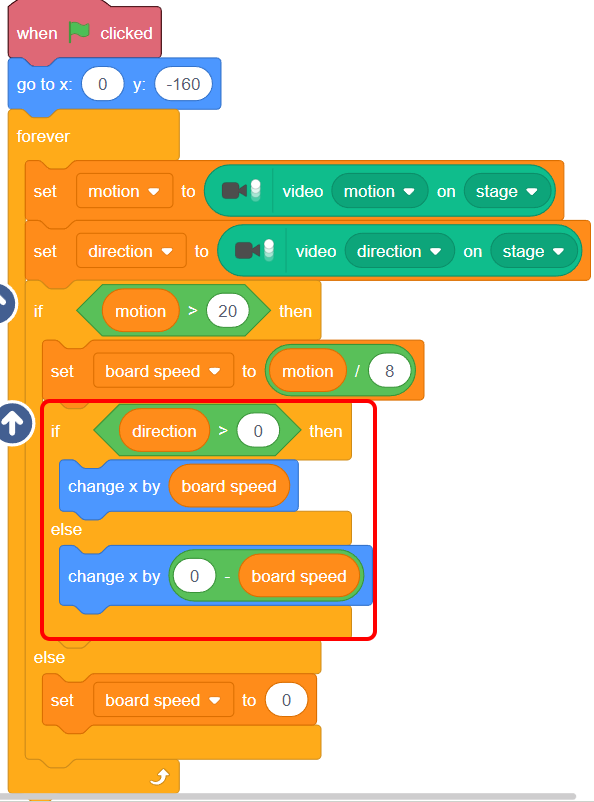 when clicked
go to x: 0 y: -160
forever
set motion to video motion on stage
set direction to video direction on stage
if motion > 20 then
set board speed to motion / 8
if direction > 0 then
change x by board speed
else
change x by 0 - board speed
else
set board speed to 0